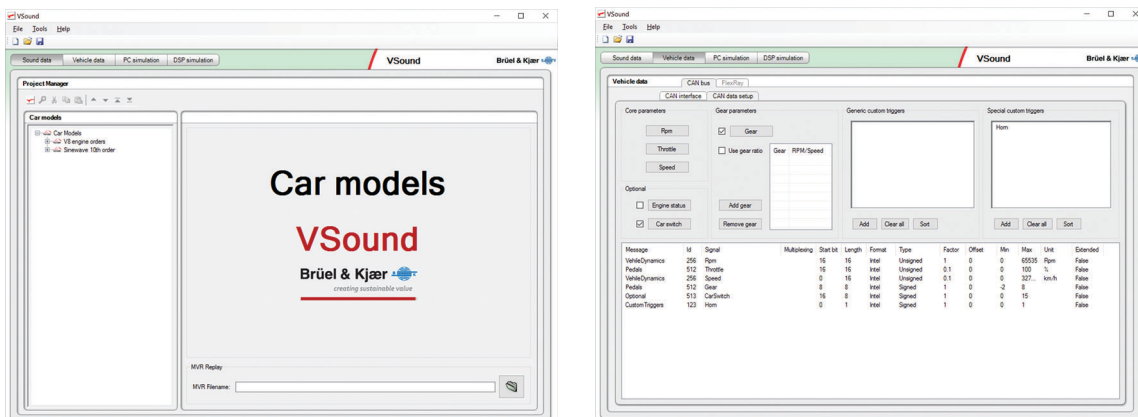 VSound
File Tools Help
Sound data Vehicle data PC simulation DSP simulation
VSound
Brüel & Kjær
Project Manager
Car models
Car Models
V8 engine orders
Sinewave 10th order
Car models
VSound
Brüel & Kjær
creating sustainable value
MVR Replay
MVR Filename:
VSound
File Tools Help
Sound data Vehicle data PC simulation DSP simulation
VSound
Brüel & Kjær
Vehicle data
CAN bus FlexRay
CAN interface CAN data setup
Core parameters Gear parameters Generic custom triggers Special custom triggers
Rpm Gear Horn
Throttle Use gear ratio Gear RPM/Speed
Speed
Optional
Engine status Add gear
Car switch Remove gear Add Clear all Sort Add Clear all Sort
Message Id Signal Multiplexing Start bit Length Format Type Factor Offset Min Max Unit Extended
VehileDynamics 256 Rpm 16 16 Intel Unsigned 1 0 0 65535 Rpm False
Pedals 512 Throttle 16 16 Intel Unsigned 0.1 0 0 100 % False
VehileDynamics 256 Speed 0 16 Intel Unsigned 0.1 0 0 327... km/h False
Pedals 512 Gear 8 8 Intel Signed 1 0 -2 8 False
Optional 513 CarSwitch 16 8 Intel Signed 1 0 0 15 False
CustomTriggers 123 Horn 0 1 Intel Signed 1 0 0 1 False